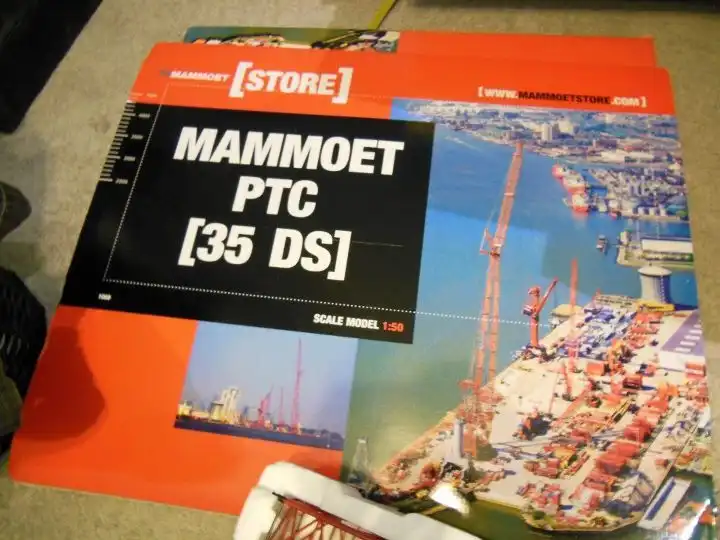 MAMMOET [STORE]
[WWW.MAMMOETSTORE.COM]
MAMMOET
PTC
[35 DS]
SCALE MODEL 1:50